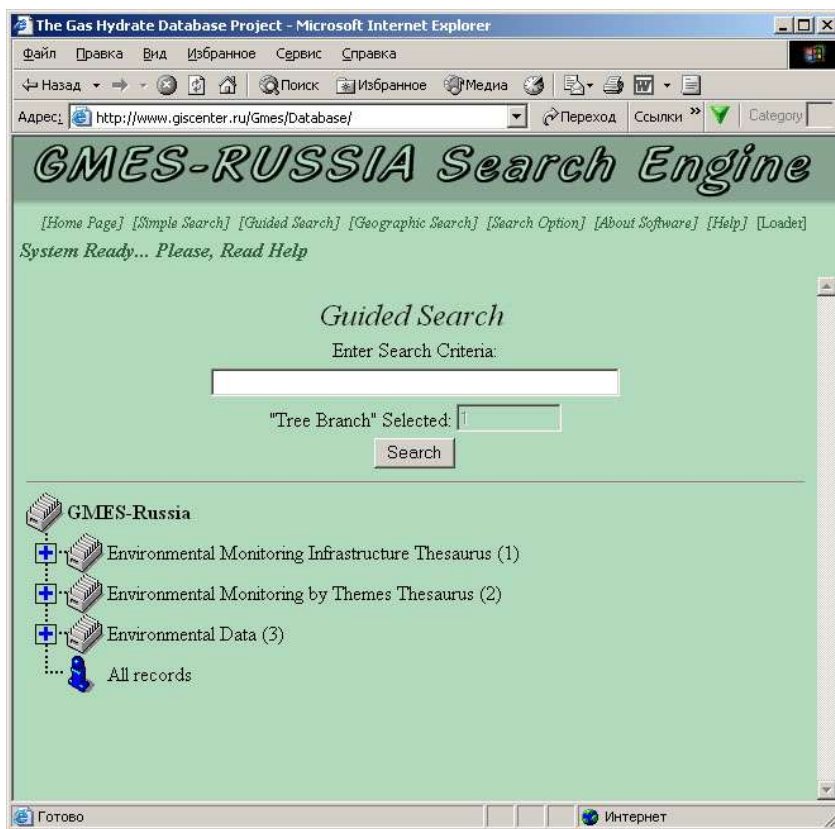 The Gas Hydrate Database Project - Microsoft Internet Explorer
Файл Правка Вид Избранное Сервис Справка
Назад Поиск Избранное Медиа
Адрес: http://www.giscenter.ru/Gmes/Database/ Переход Ссылки » Category
GMES-RUSSIA Search Engine
[Home Page] [Simple Search] [Guided Search] [Geographic Search] [Search Option] [About Software] [Help] [Loader]
System Ready... Please, Read Help
Guided Search
Enter Search Criteria:
"Tree Branch" Selected: 1
Search
GMES-Russia
Environmental Monitoring Infrastructure Thesaurus (1)
Environmental Monitoring by Themes Thesaurus (2)
Environmental Data (3)
All records
Готово Интернет